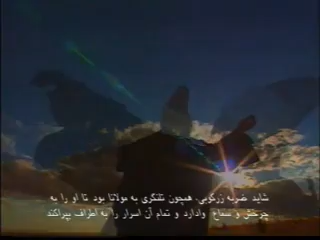 شاید ضربه زرکوبی، همچون تلنگری به مولانا بود تا او را به
چرخش و سماع وادارد و تمام آن اسرار را به اطراف بپراکند